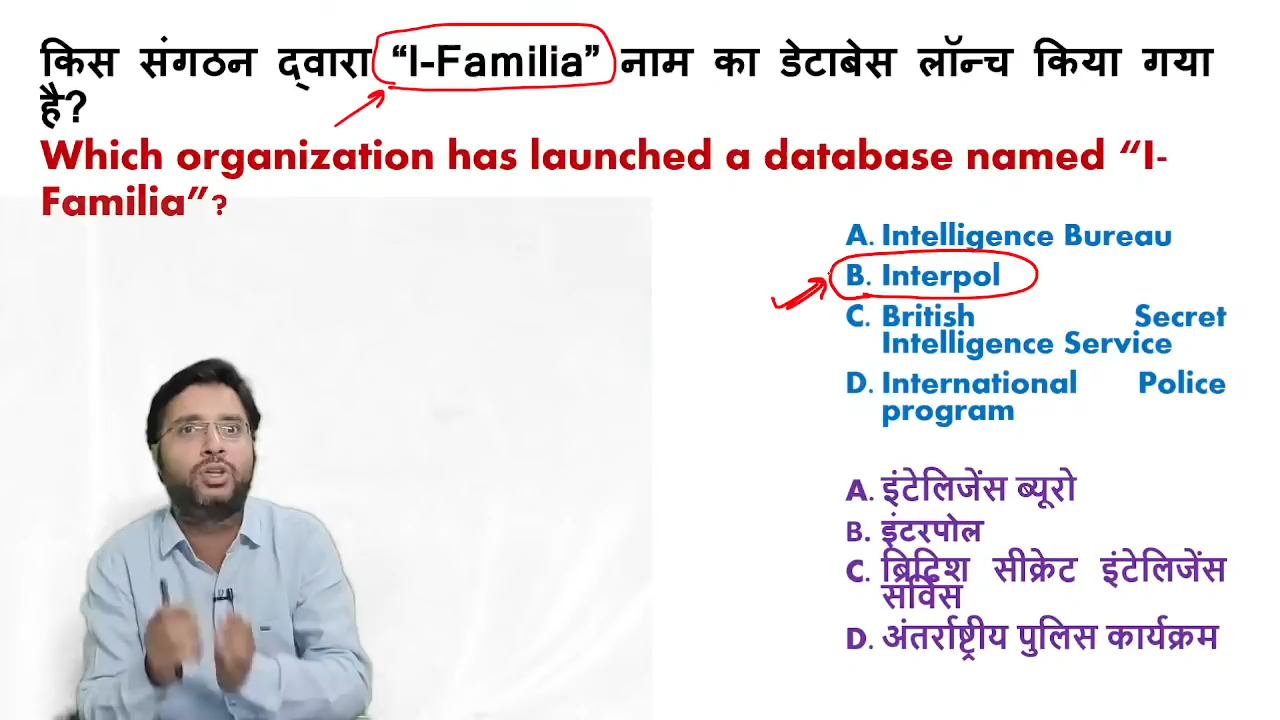 किस संगठन द्वारा “I-Familia” नाम का डेटाबेस लॉन्च किया गया
है?
Which organization has launched a database named “I-
Familia”?
A. Intelligence Bureau
B. Interpol
C. British Secret
Intelligence Service
D. International Police
program
A. इंटेलिजेंस ब्यूरो
B. इंटरपोल
C. ब्रिटिश सीक्रेट इंटेलिजेंस
सर्विस
D. अंतर्राष्ट्रीय पुलिस कार्यक्रम